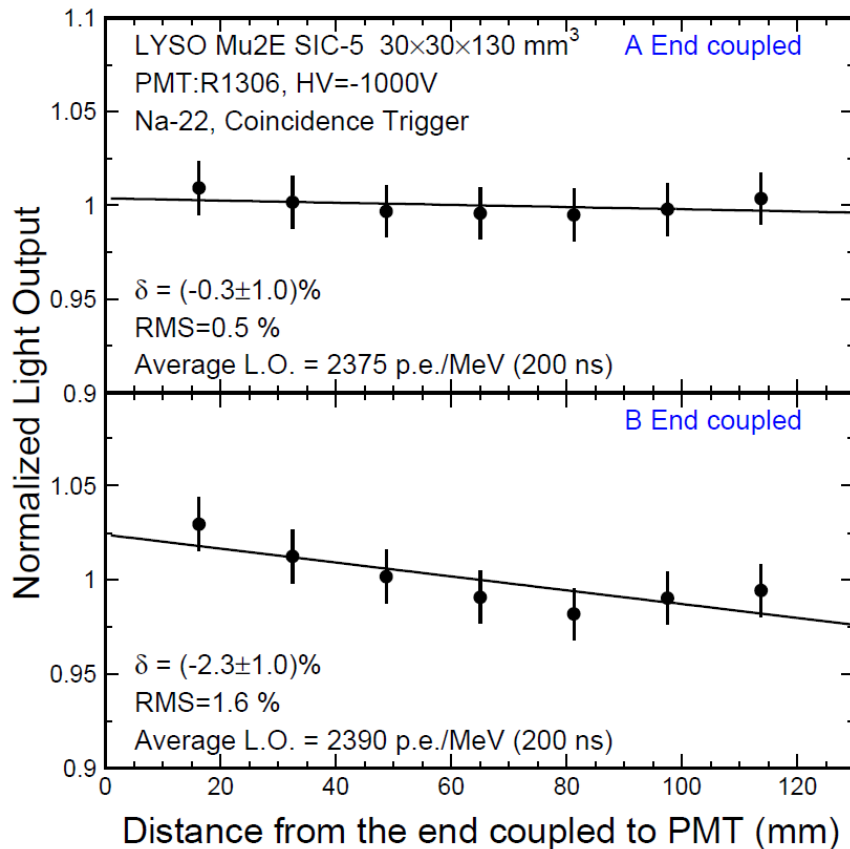 1.1
LYSO Mu2E SIC-5 30×30×130 mm³ A End coupled
PMT:R1306, HV=-1000V
1.05
Na-22, Coincidence Trigger
1
0.95
δ = (-0.3±1.0)%
RMS=0.5 %
Average L.O. = 2375 p.e./MeV (200 ns)
0.9
B End coupled
1.05
1
0.95
δ = (-2.3±1.0)%
RMS=1.6 %
Average L.O. = 2390 p.e./MeV (200 ns)
0.9
0 20 40 60 80 100 120
Normalized Light Output
Distance from the end coupled to PMT (mm)